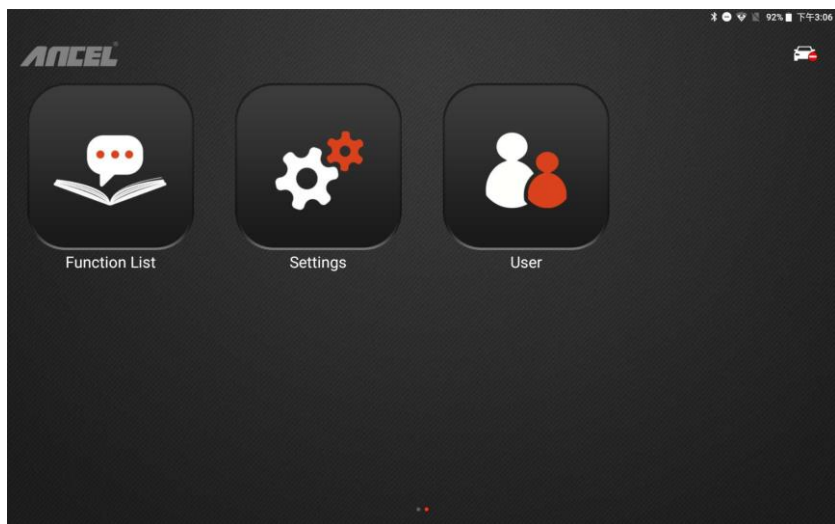 92% 下午3:06
ANCEL
Function List
Settings
User